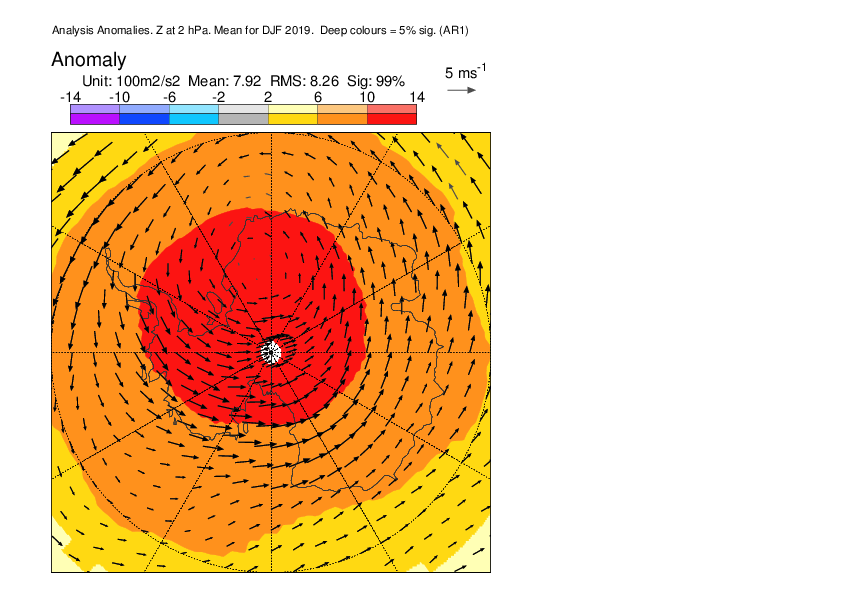 Analysis Anomalies. Z at 2 hPa. Mean for DJF 2019. Deep colours = 5% sig. (AR1)
Anomaly
Unit: 100m2/s2 Mean: 7.92 RMS: 8.26 Sig: 99%
5 ms-1
-14 -10 -6 -2 2 6 10 14